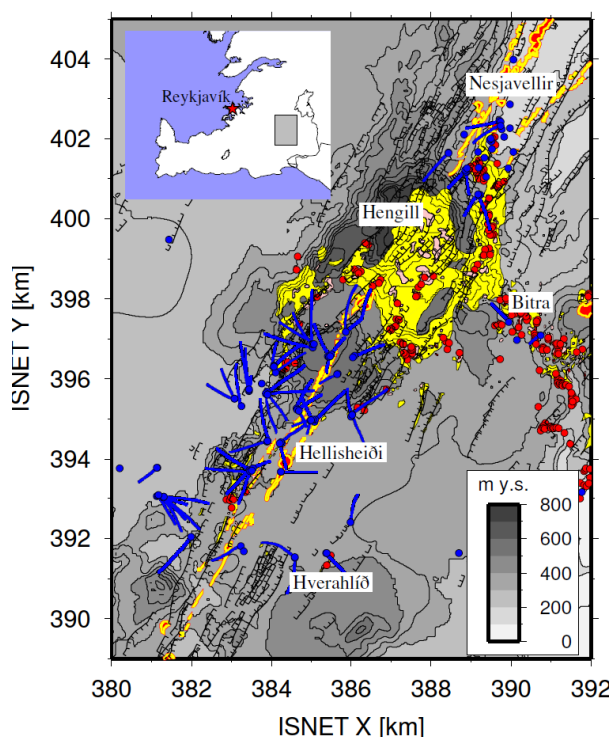 404
402
400
398
396
394
392
390
ISNET Y [km]
Reykjavík
Nesjavellir
Hengill
Bitra
Hellisheiði
Hverahlíð
m y.s.
800
600
400
200
0
380
382
384
386
388
390
392
ISNET X [km]